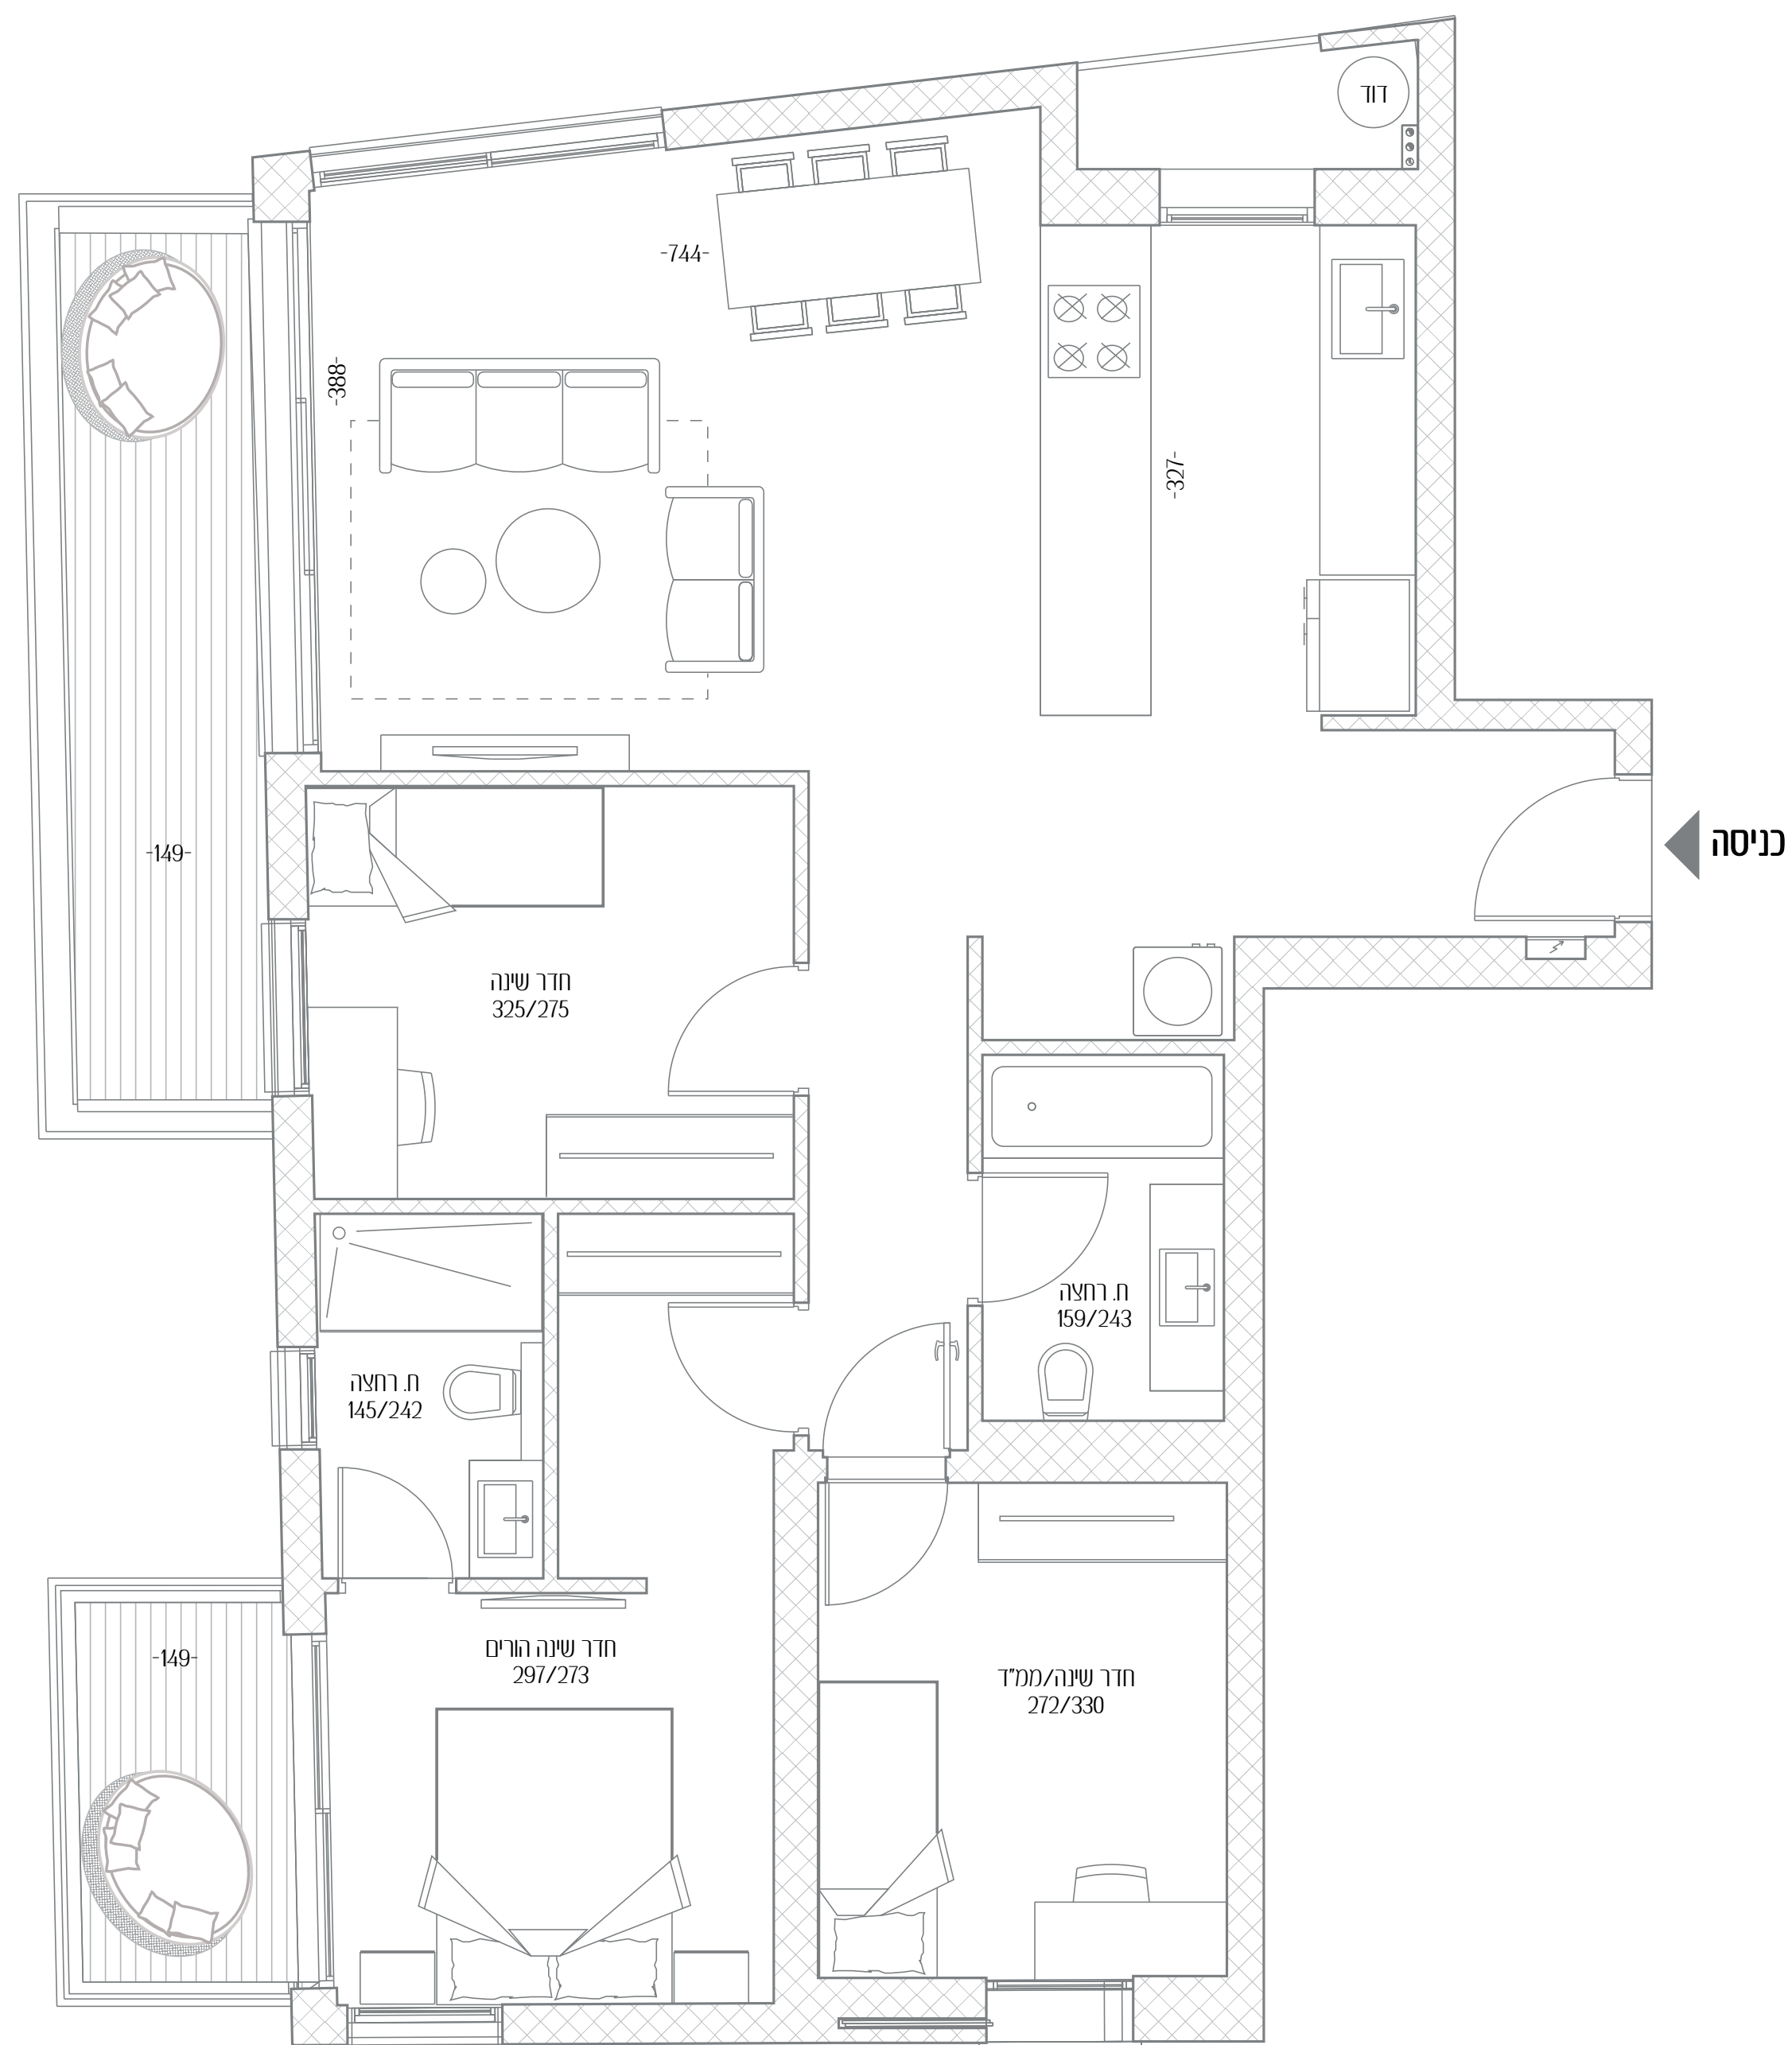 דוד
-744-
-388-
-327-
כניסה
-149-
חדר שינה
325/275
ח. רחצה
159/243
ח. רחצה
145/242
חדר שינה הורים
297/273
-149-
חדר שינה/ממ"ד
272/330